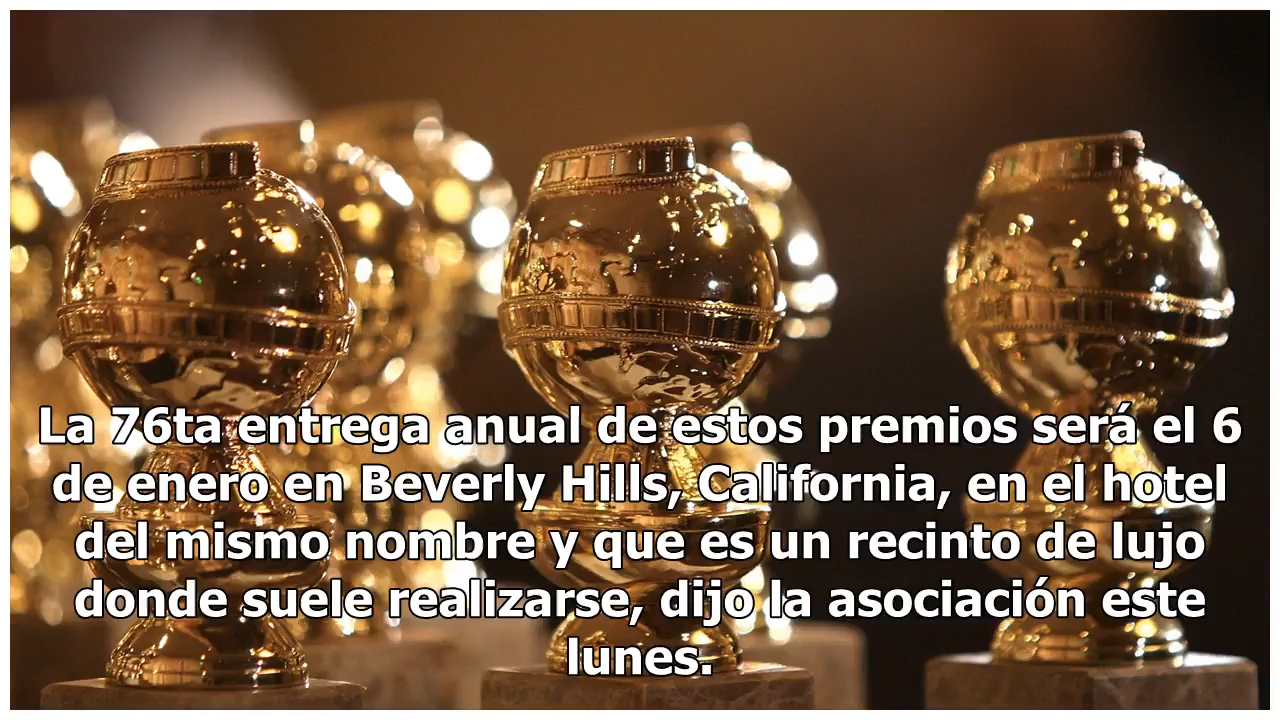 La 76ta entrega anual de estos premios será el 6
de enero en Beverly Hills, California, en el hotel
del mismo nombre y que es un recinto de lujo
donde suele realizarse, dijo la asociación este
lunes.